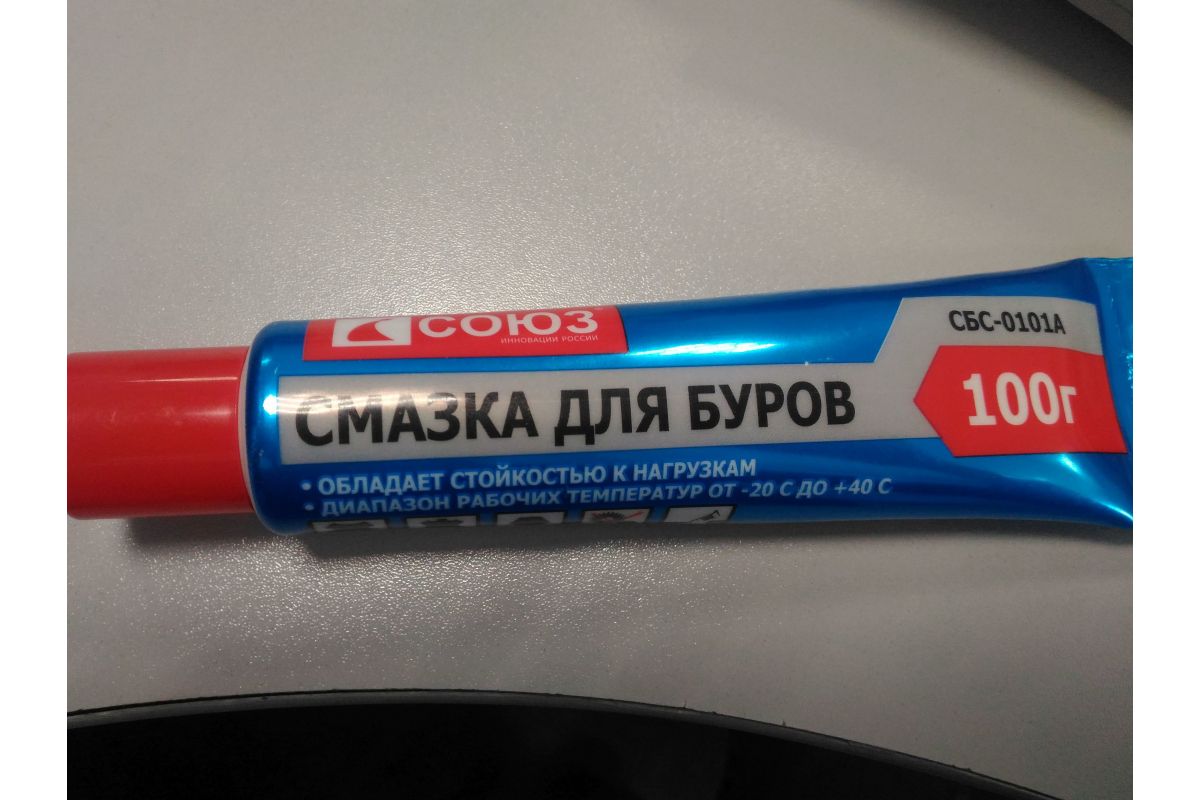 СОЮЗ
ИННОВАЦИИ РОССИИ
СБС-0101А
СМАЗКА ДЛЯ БУРОВ
100г
• ОБЛАДАЕТ СТОЙКОСТЬЮ К НАГРУЗКАМ
• ДИАПАЗОН РАБОЧИХ ТЕМПЕРАТУР ОТ -20 С ДО +40 С